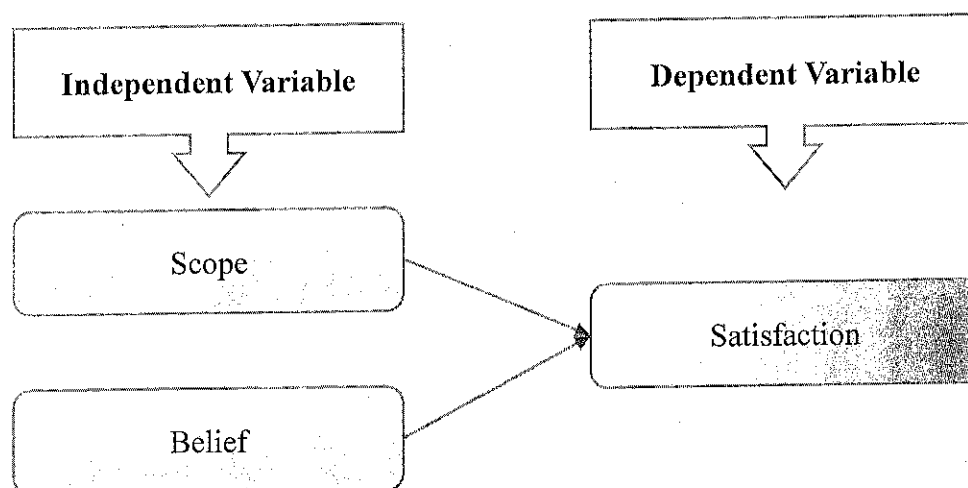 Independent Variable
Dependent Variable
Scope
Satisfaction
Belief